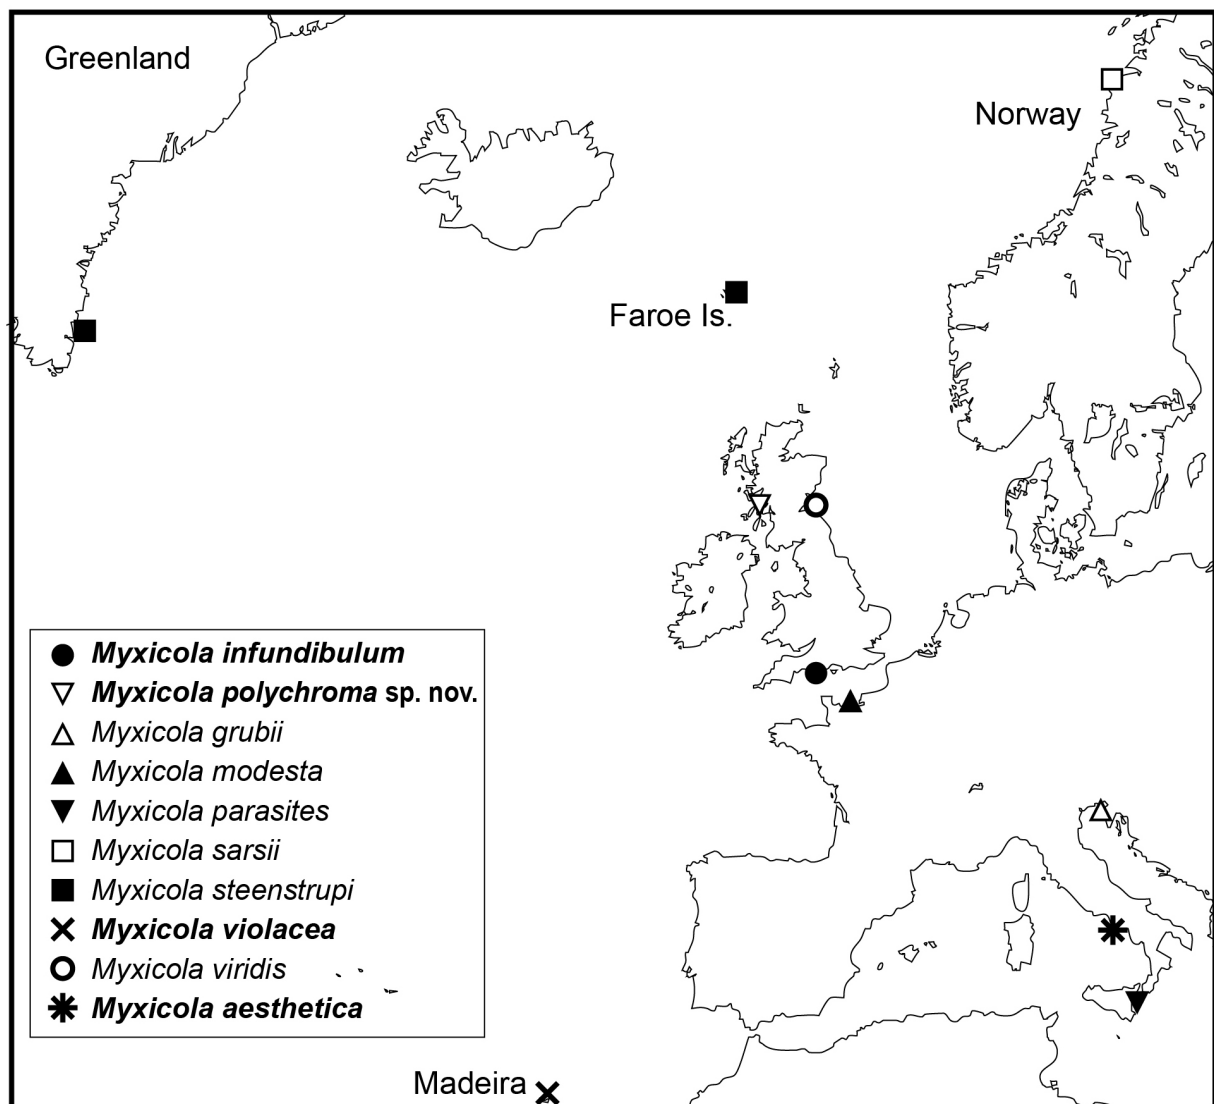 Greenland
Norway
Faroe Is.
Myxicola infundibulum
Myxicola polychroma sp. nov.
Myxicola grubii
Myxicola modesta
Myxicola parasites
Myxicola sarsii
Myxicola steenstrupi
Myxicola violacea
Myxicola viridis
Myxicola aesthetica
Madeira